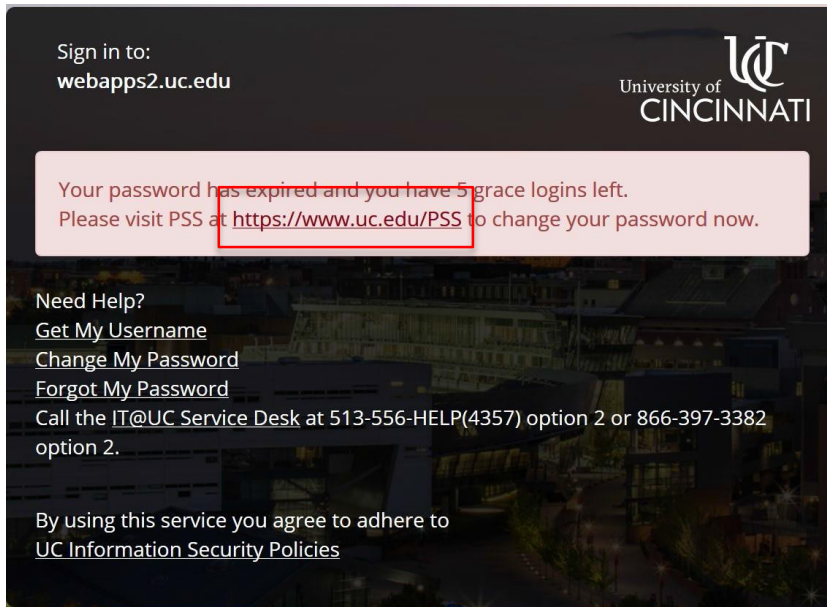 Sign in to:
webapps2.uc.edu
University of
CINCINNATI
Your password has expired and you have 5 grace logins left.
Please visit PSS at https://www.uc.edu/PSS to change your password now.
Need Help?
Get My Username
Change My Password
Forgot My Password
Call the IT@UC Service Desk at 513-556-HELP(4357) option 2 or 866-397-3382
option 2.
By using this service you agree to adhere to
UC Information Security Policies